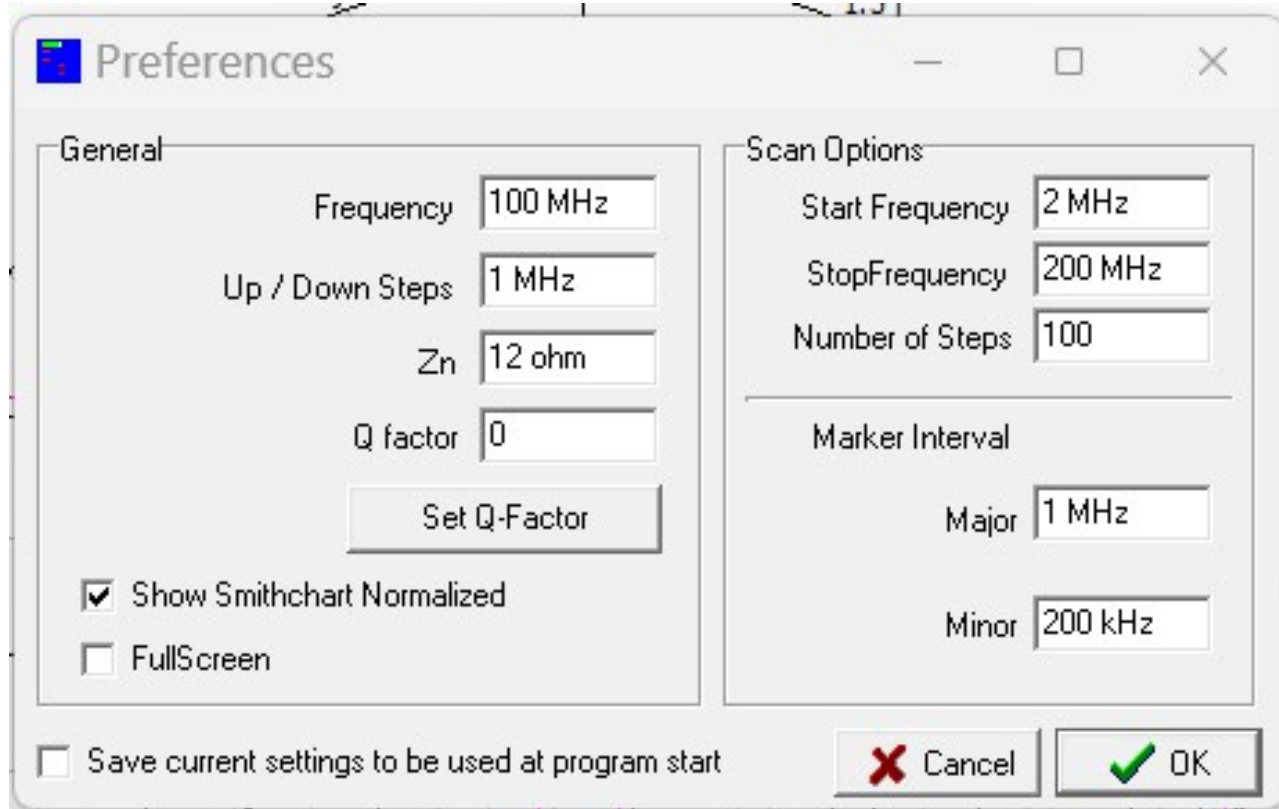 1.5
Preferences
General
Frequency 100 MHz
Up / Down Steps 1 MHz
Zn 12 ohm
Q factor 0
Set Q-Factor
Show Smithchart Normalized
FullScreen
Scan Options
Start Frequency 2 MHz
StopFrequency 200 MHz
Number of Steps 100
Marker Interval
Major 1 MHz
Minor 200 kHz
Save current settings to be used at program start
Cancel
OK